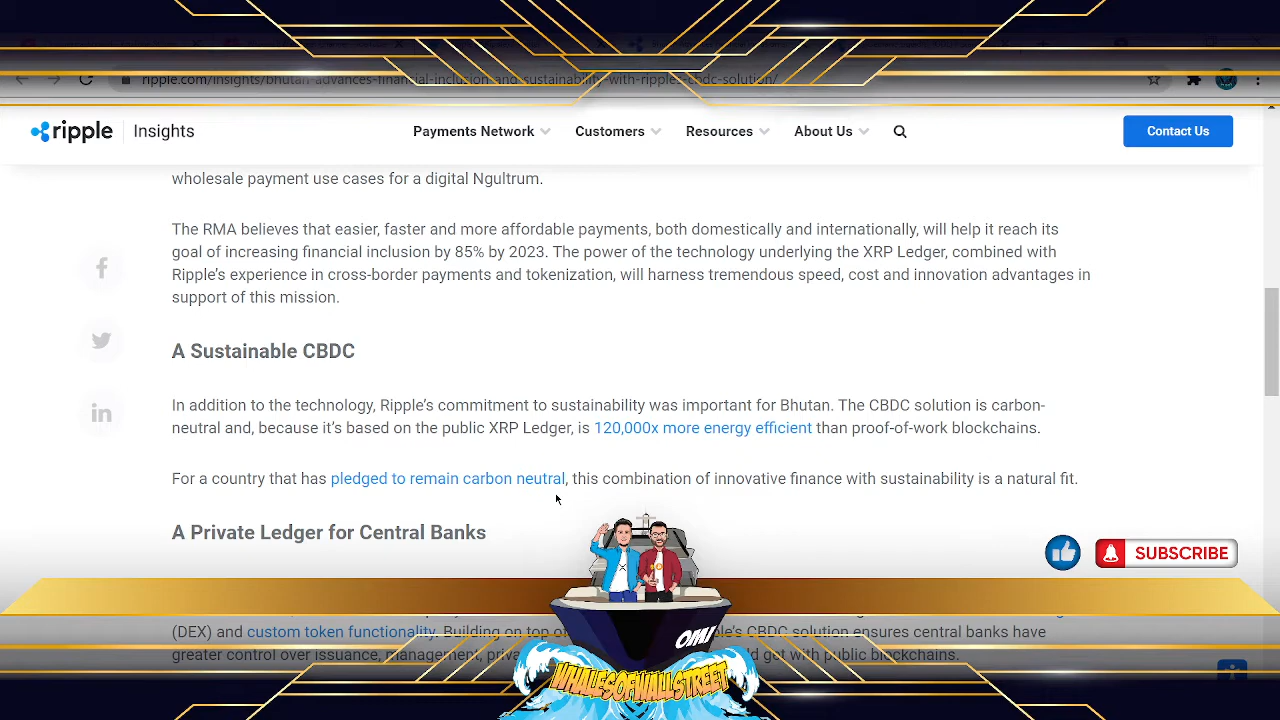 ripple.com/insights/bhutan-advances-financial-inclusion-and-sustainability-with-ripples-cbdc-solution/
ripple Insights Payments Network Customers Resources About Us Contact Us
wholesale payment use cases for a digital Ngultrum.
The RMA believes that easier, faster and more affordable payments, both domestically and internationally, will help it reach its
goal of increasing financial inclusion by 85% by 2023. The power of the technology underlying the XRP Ledger, combined with
Ripple's experience in cross-border payments and tokenization, will harness tremendous speed, cost and innovation advantages in
support of this mission.
A Sustainable CBDC
In addition to the technology, Ripple's commitment to sustainability was important for Bhutan. The CBDC solution is carbon-
neutral and, because it's based on the public XRP Ledger, is 120,000x more energy efficient than proof-of-work blockchains.
For a country that has pledged to remain carbon neutral, this combination of innovative finance with sustainability is a natural fit.
A Private Ledger for Central Banks
SUBSCRIBE
(DEX) and custom token functionality. Building on top of CBDC solution ensures central banks have
greater control over issuance, management, got with public blockchains.
OMI
WHALESOFWALLSTREET